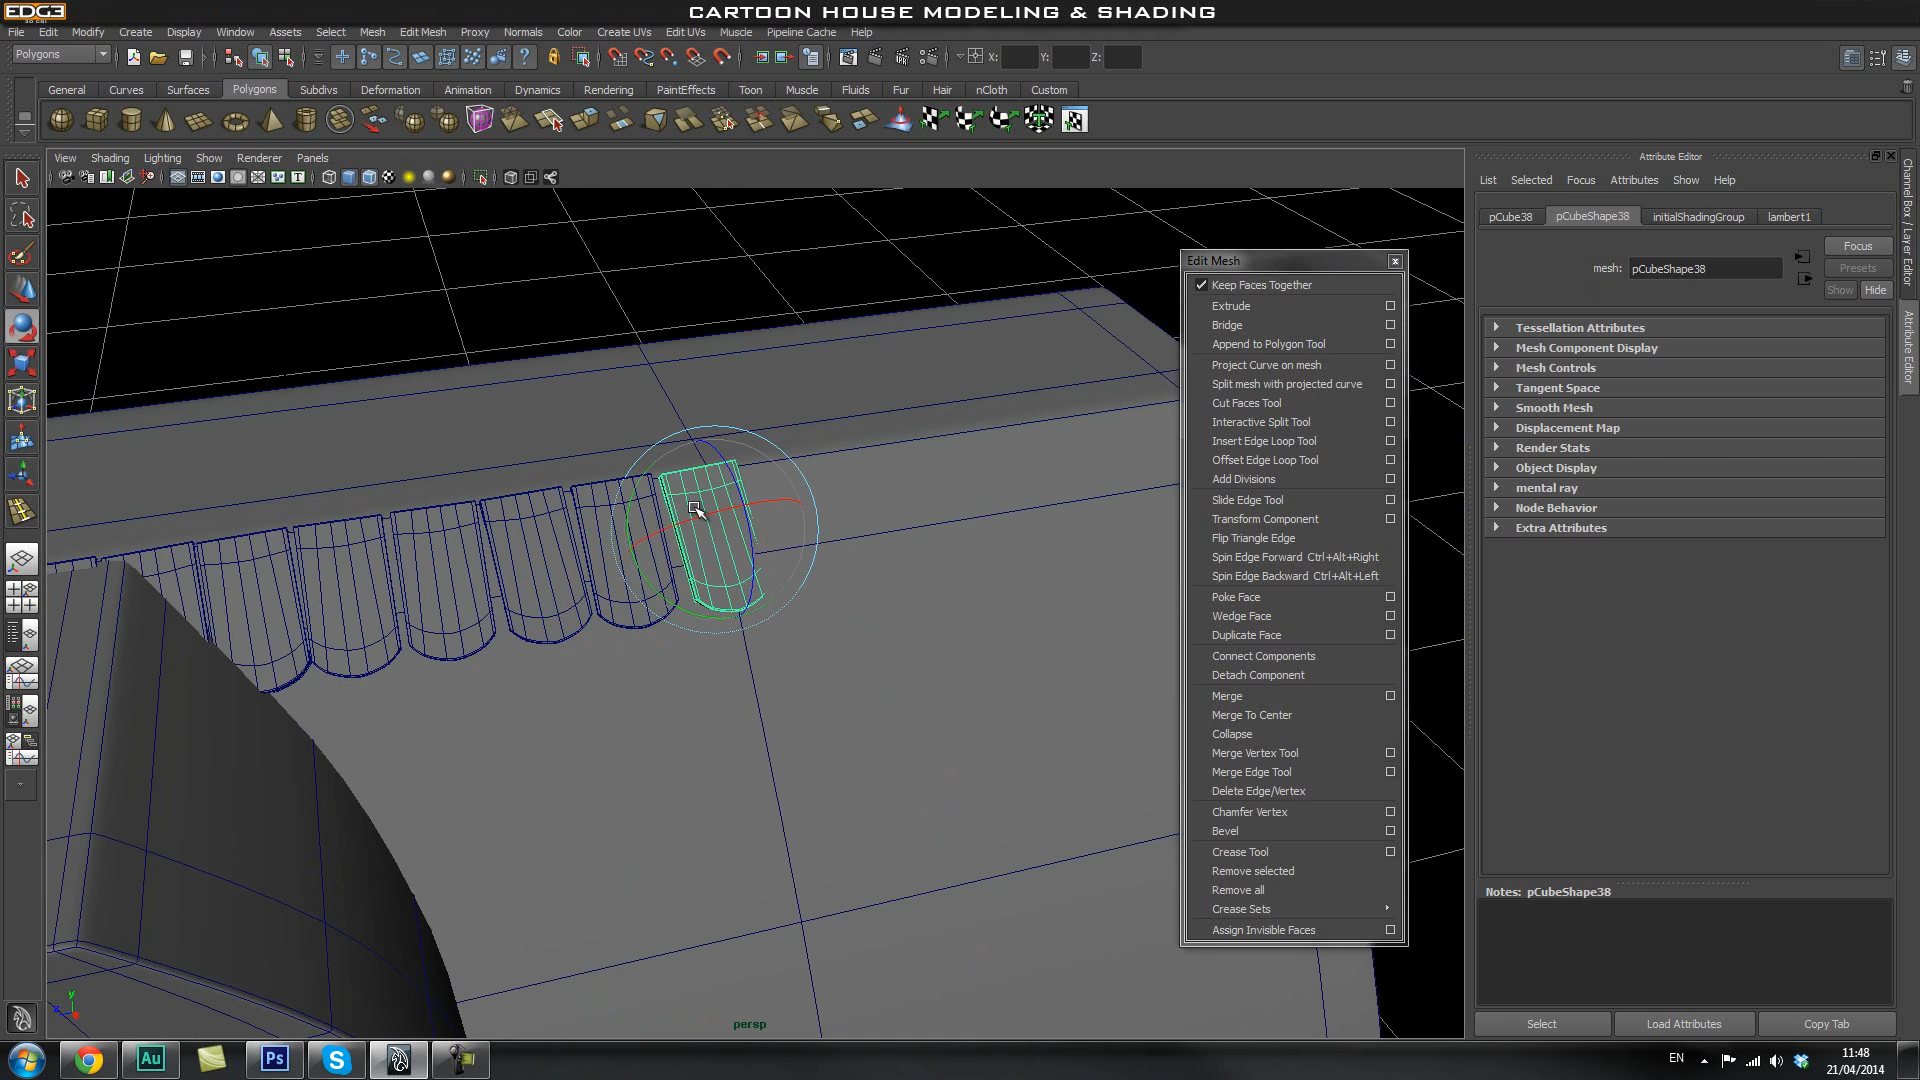 EDG3
CARTOON HOUSE MODELING & SHADING
File Edit Modify Create Display Window Assets Select Mesh Edit Mesh Proxy Normals Color Create UVs Edit UVs Muscle Pipeline Cache Help
Polygons X: Y: Z:
General Curves Surfaces Polygons Subdivs Deformation Animation Dynamics Rendering PaintEffects Toon Muscle Fluids Fur Hair nCloth Custom
View Shading Lighting Show Renderer Panels
Attribute Editor
List Selected Focus Attributes Show Help
pCube38 pCubeShape38 initialShadingGroup lambert1
mesh: pCubeShape38
Focus
Presets
Show Hide
Tessellation Attributes
Mesh Component Display
Mesh Controls
Tangent Space
Smooth Mesh
Displacement Map
Render Stats
Object Display
mental ray
Node Behavior
Extra Attributes
Notes: pCubeShape38
Select Load Attributes Copy Tab
Channel Box / Layer Editor
Attribute Editor
Edit Mesh
Keep Faces Together
Extrude
Bridge
Append to Polygon Tool
Project Curve on mesh
Split mesh with projected curve
Cut Faces Tool
Interactive Split Tool
Insert Edge Loop Tool
Offset Edge Loop Tool
Add Divisions
Slide Edge Tool
Transform Component
Flip Triangle Edge
Spin Edge Forward Ctrl+Alt+Right
Spin Edge Backward Ctrl+Alt+Left
Poke Face
Wedge Face
Duplicate Face
Connect Components
Detach Component
Merge
Merge To Center
Collapse
Merge Vertex Tool
Merge Edge Tool
Delete Edge/Vertex
Chamfer Vertex
Bevel
Crease Tool
Remove selected
Remove all
Crease Sets
Assign Invisible Faces
y
z
x
persp
Au Ps S
EN
11:48
21/04/2014